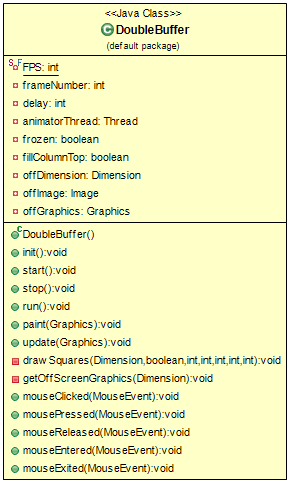 <<Java Class>>
C DoubleBuffer
(default package)
S F FPS: int
frameNumber: int
delay: int
animatorThread: Thread
frozen: boolean
fillColumnTop: boolean
offDimension: Dimension
offImage: Image
offGraphics: Graphics
C DoubleBuffer()
init():void
start():void
stop():void
run():void
paint(Graphics):void
update(Graphics):void
draw Squares(Dimension,boolean,int,int,int,int,int):void
getOffScreenGraphics(Dimension):void
mouseClicked(MouseEvent):void
mousePressed(MouseEvent):void
mouseReleased(MouseEvent):void
mouseEntered(MouseEvent):void
mouseExited(MouseEvent):void